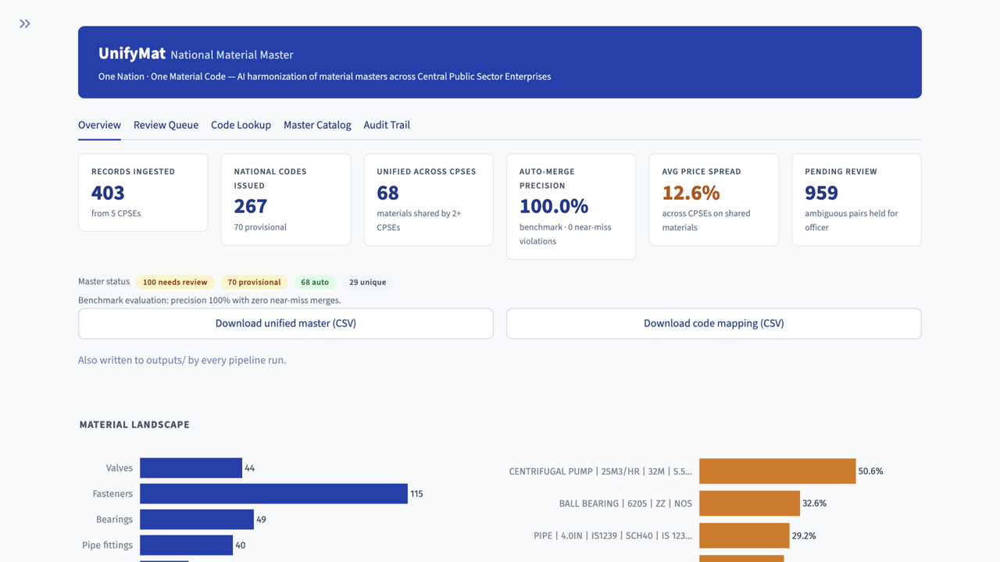 UnifyMat National Material Master
One Nation · One Material Code — AI harmonization of material masters across Central Public Sector Enterprises
Overview
Review Queue
Code Lookup
Master Catalog
Audit Trail
RECORDS INGESTED
403
from 5 CPSEs
NATIONAL CODES
ISSUED
267
70 provisional
UNIFIED ACROSS CPSES
68
materials shared by 2+
CPSEs
AUTO-MERGE
PRECISION
100.0%
benchmark · 0 near-miss
violations
AVG PRICE SPREAD
12.6%
across CPSEs on shared
materials
PENDING REVIEW
959
ambiguous pairs held for
officer
Master status 100 needs review 70 provisional 68 auto 29 unique
Benchmark evaluation: precision 100% with zero near-miss merges.
Download unified master (CSV)
Download code mapping (CSV)
Also written to outputs/ by every pipeline run.
MATERIAL LANDSCAPE
Valves 44
Fasteners 115
Bearings 49
Pipe fittings 40
CENTRIFUGAL PUMP | 25M3/HR | 32M | 5.5... 50.6%
BALL BEARING | 6205 | ZZ | NOS 32.6%
PIPE | 4.0IN | IS1239 | SCH40 | IS 123... 29.2%